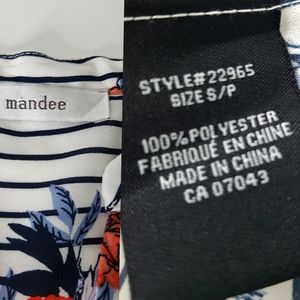 mandee
STYLE#22965
SIZE S/P
100% POLYESTER
FABRIQUÉ EN CHINE
MADE IN CHINA
CA 07043